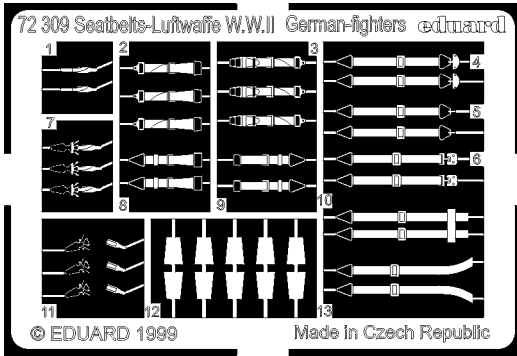 72 309 Seatbelts-Luftwaffe W.W.II German-fighters eduard
1 2 3 4
5
7 6
8 9 10
11 12 13
© EDUARD 1999 Made in Czech Republic